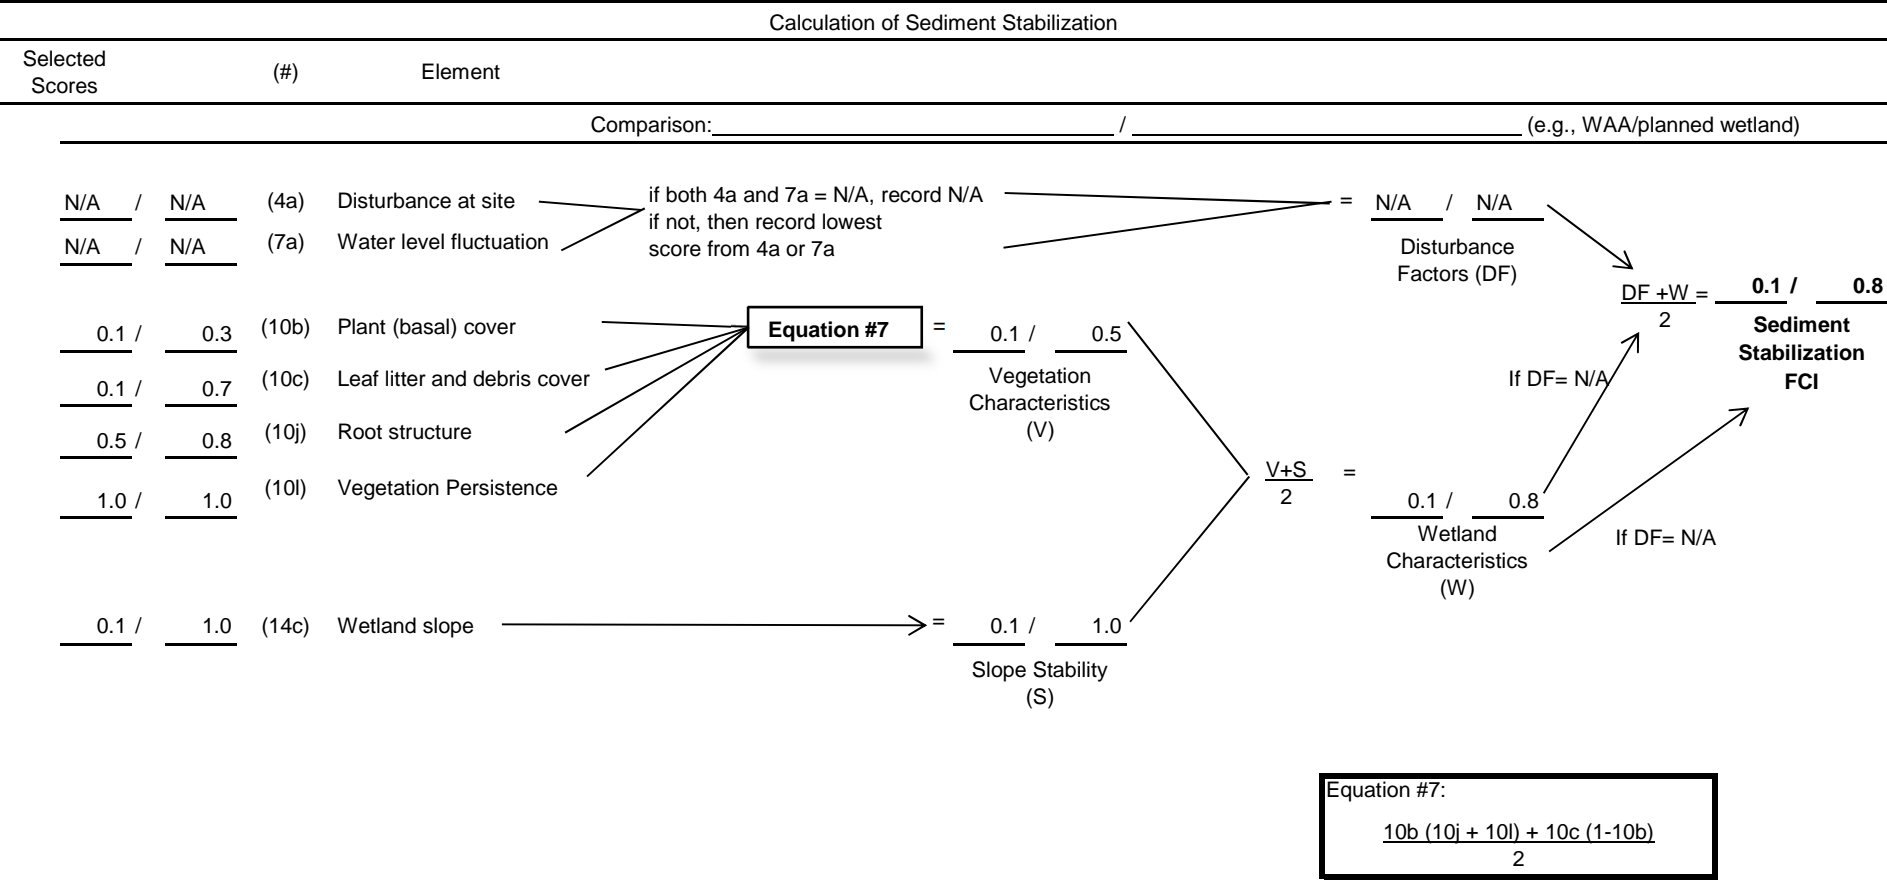 Calculation of Sediment Stabilization
Selected Scores (#) Element
Comparison: / (e.g., WAA/planned wetland)
N/A / N/A (4a) Disturbance at site
N/A / N/A (7a) Water level fluctuation
if both 4a and 7a = N/A, record N/A
if not, then record lowest
score from 4a or 7a
= N/A / N/A
Disturbance
Factors (DF)
0.1 / 0.3 (10b) Plant (basal) cover
0.1 / 0.7 (10c) Leaf litter and debris cover
0.5 / 0.8 (10j) Root structure
1.0 / 1.0 (10l) Vegetation Persistence
Equation #7 = 0.1 / 0.5
Vegetation
Characteristics
(V)
DF +W = 0.1 / 0.8
2
Sediment
Stabilization
FCI
If DF= N/A
V+S =
2
0.1 / 0.8
Wetland
Characteristics
(W)
If DF= N/A
0.1 / 1.0 (14c) Wetland slope = 0.1 / 1.0
Slope Stability
(S)
Equation #7:
10b (10j + 10l) + 10c (1-10b)
2